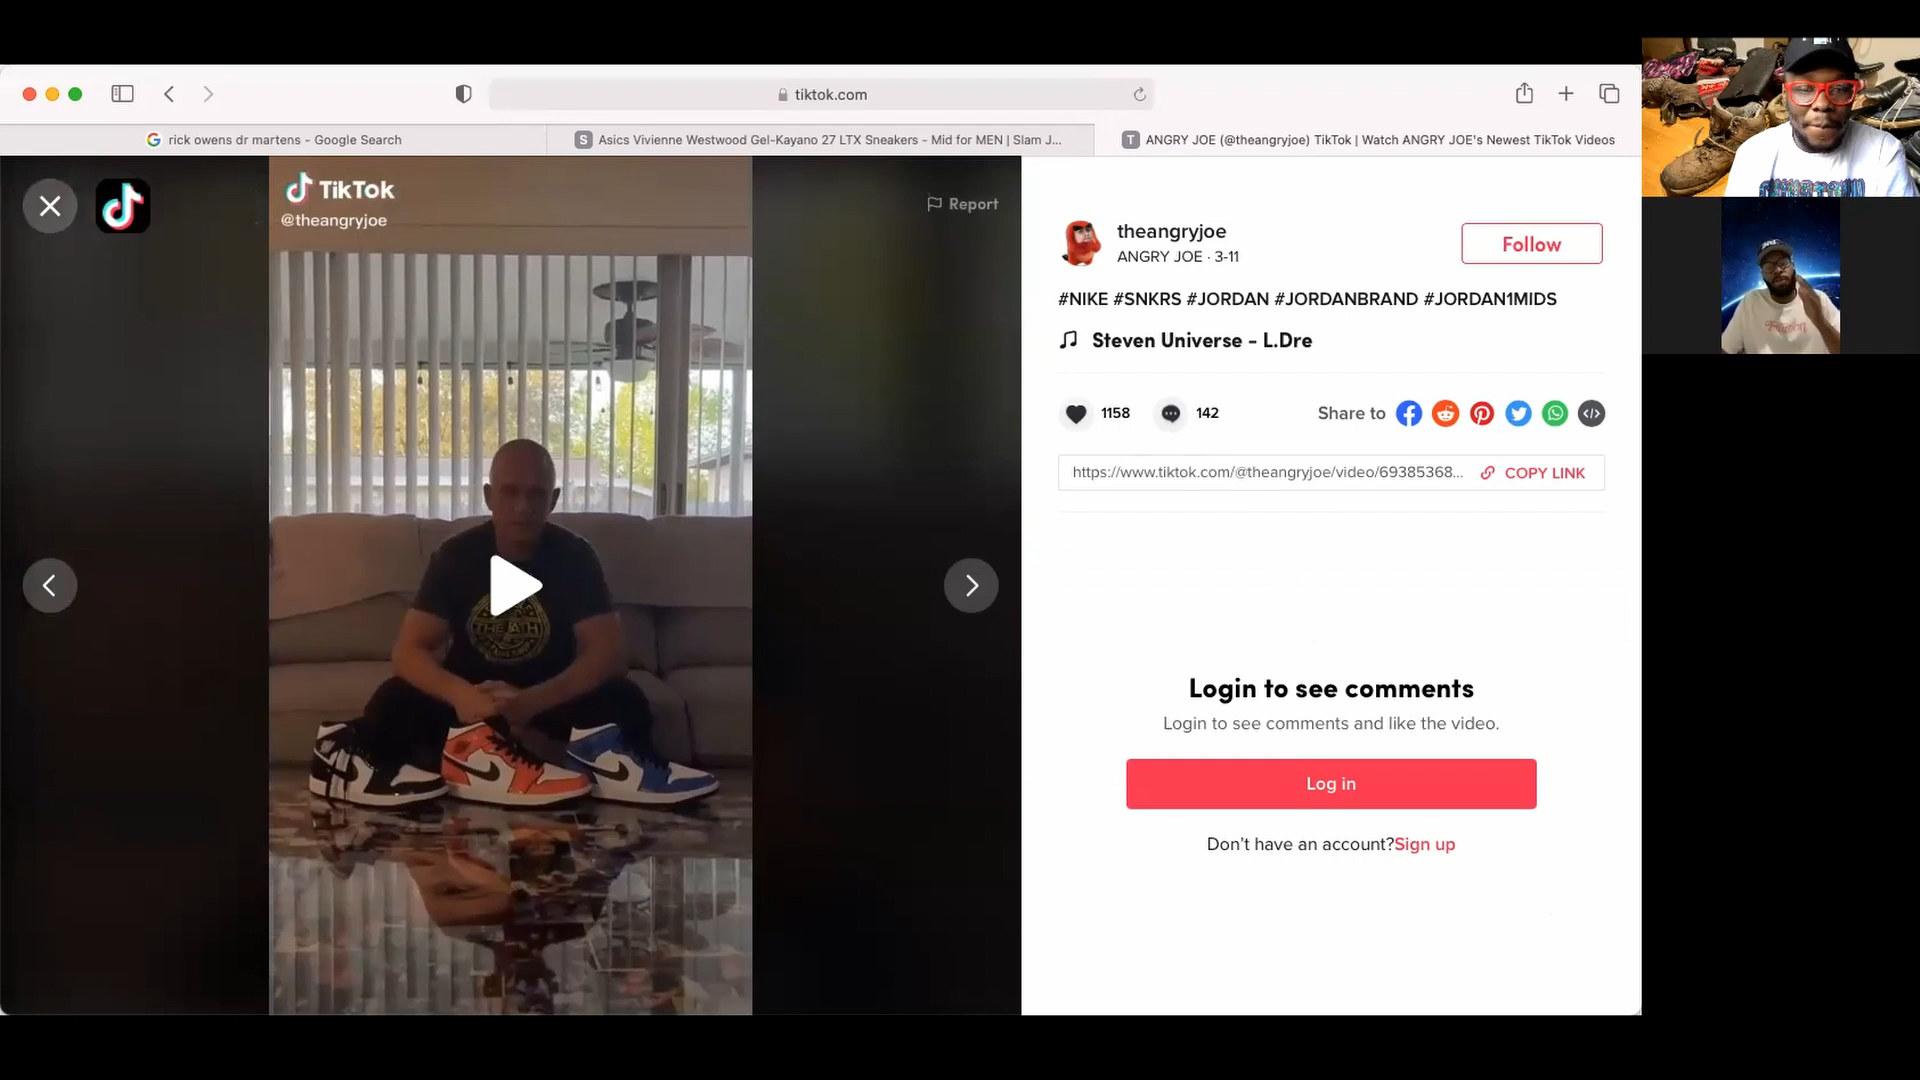 tiktok.com
rick owens dr martens - Google Search
S Asics Vivienne Westwood Gel-Kayano 27 LTX Sneakers - Mid for MEN | Slam J...
T ANGRY JOE (@theangryjoe) TikTok | Watch ANGRY JOE's Newest TikTok Videos
TikTok
@theangryjoe
Report
theangryjoe
ANGRY JOE · 3-11
Follow
#NIKE #SNKRS #JORDAN #JORDANBRAND #JORDAN1MIDS
Steven Universe - L.Dre
1158
142
Share to
https://www.tiktok.com/@theangryjoe/video/69385368...
COPY LINK
Login to see comments
Login to see comments and like the video.
Log in
Don't have an account?Sign up